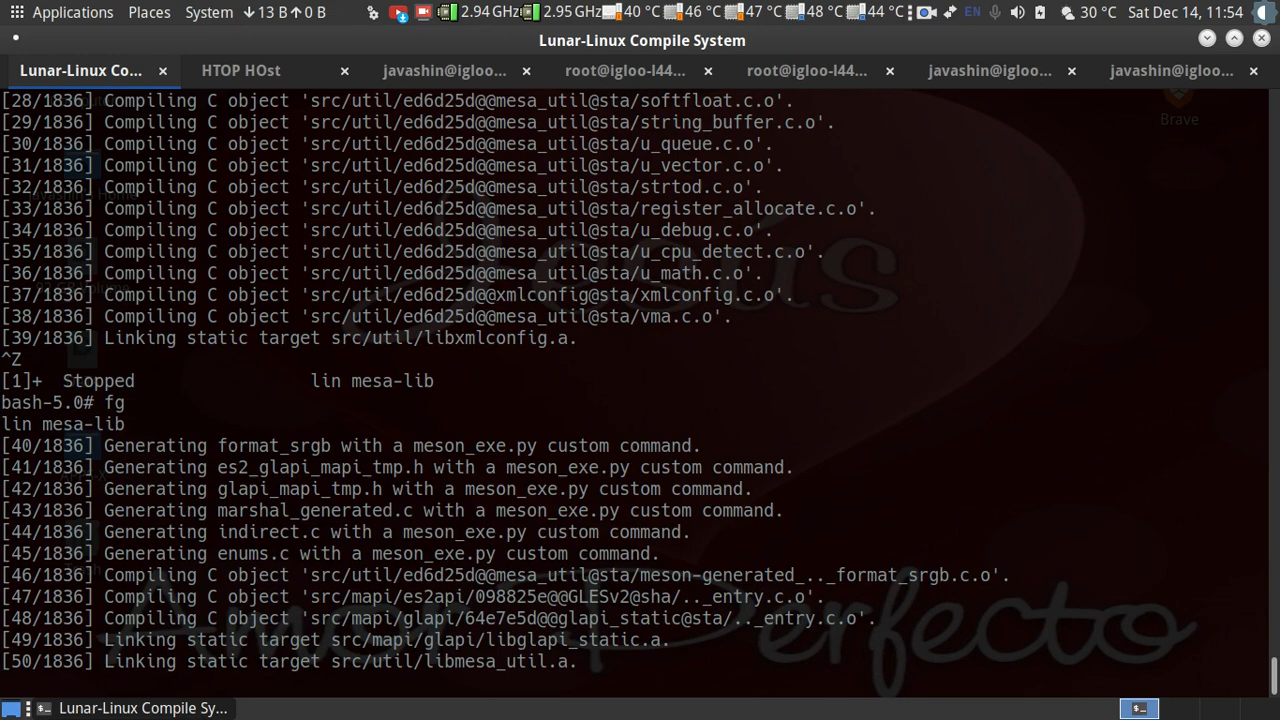 Applications Places System 13 B 0 B 2.94 GHz 2.95 GHz 40 °C 46 °C 47 °C 48 °C 44 °C EN 30 °C Sat Dec 14, 11:54
Lunar-Linux Compile System
Lunar-Linux Co... HTOP HOst javashin@igloo... root@igloo-l44... root@igloo-l44... javashin@igloo... javashin@igloo...
[28/1836] Compiling C object 'src/util/ed6d25d@@mesa_util@sta/softfloat.c.o'.
[29/1836] Compiling C object 'src/util/ed6d25d@@mesa_util@sta/string_buffer.c.o'.
[30/1836] Compiling C object 'src/util/ed6d25d@@mesa_util@sta/u_queue.c.o'.
[31/1836] Compiling C object 'src/util/ed6d25d@@mesa_util@sta/u_vector.c.o'.
[32/1836] Compiling C object 'src/util/ed6d25d@@mesa_util@sta/strtod.c.o'.
[33/1836] Compiling C object 'src/util/ed6d25d@@mesa_util@sta/register_allocate.c.o'.
[34/1836] Compiling C object 'src/util/ed6d25d@@mesa_util@sta/u_debug.c.o'.
[35/1836] Compiling C object 'src/util/ed6d25d@@mesa_util@sta/u_cpu_detect.c.o'.
[36/1836] Compiling C object 'src/util/ed6d25d@@mesa_util@sta/u_math.c.o'.
[37/1836] Compiling C object 'src/util/ed6d25d@@xmlconfig@sta/xmlconfig.c.o'.
[38/1836] Compiling C object 'src/util/ed6d25d@@mesa_util@sta/vma.c.o'.
[39/1836] Linking static target src/util/libxmlconfig.a.
^Z
[1]+  Stopped                 lin mesa-lib
bash-5.0# fg
lin mesa-lib
[40/1836] Generating format_srgb with a meson_exe.py custom command.
[41/1836] Generating es2_glapi_mapi_tmp.h with a meson_exe.py custom command.
[42/1836] Generating glapi_mapi_tmp.h with a meson_exe.py custom command.
[43/1836] Generating marshal_generated.c with a meson_exe.py custom command.
[44/1836] Generating indirect.c with a meson_exe.py custom command.
[45/1836] Generating enums.c with a meson_exe.py custom command.
[46/1836] Compiling C object 'src/util/ed6d25d@@mesa_util@sta/meson-generated_.._format_srgb.c.o'.
[47/1836] Compiling C object 'src/mapi/es2api/098825e@@GLESv2@sha/.._entry.c.o'.
[48/1836] Compiling C object 'src/mapi/glapi/64e7e5d@@glapi_static@sta/.._entry.c.o'.
[49/1836] Linking static target src/mapi/glapi/libglapi_static.a.
[50/1836] Linking static target src/util/libmesa_util.a.
Brave
Jesús
Amor Perfecto
Lunar-Linux Compile Sy...